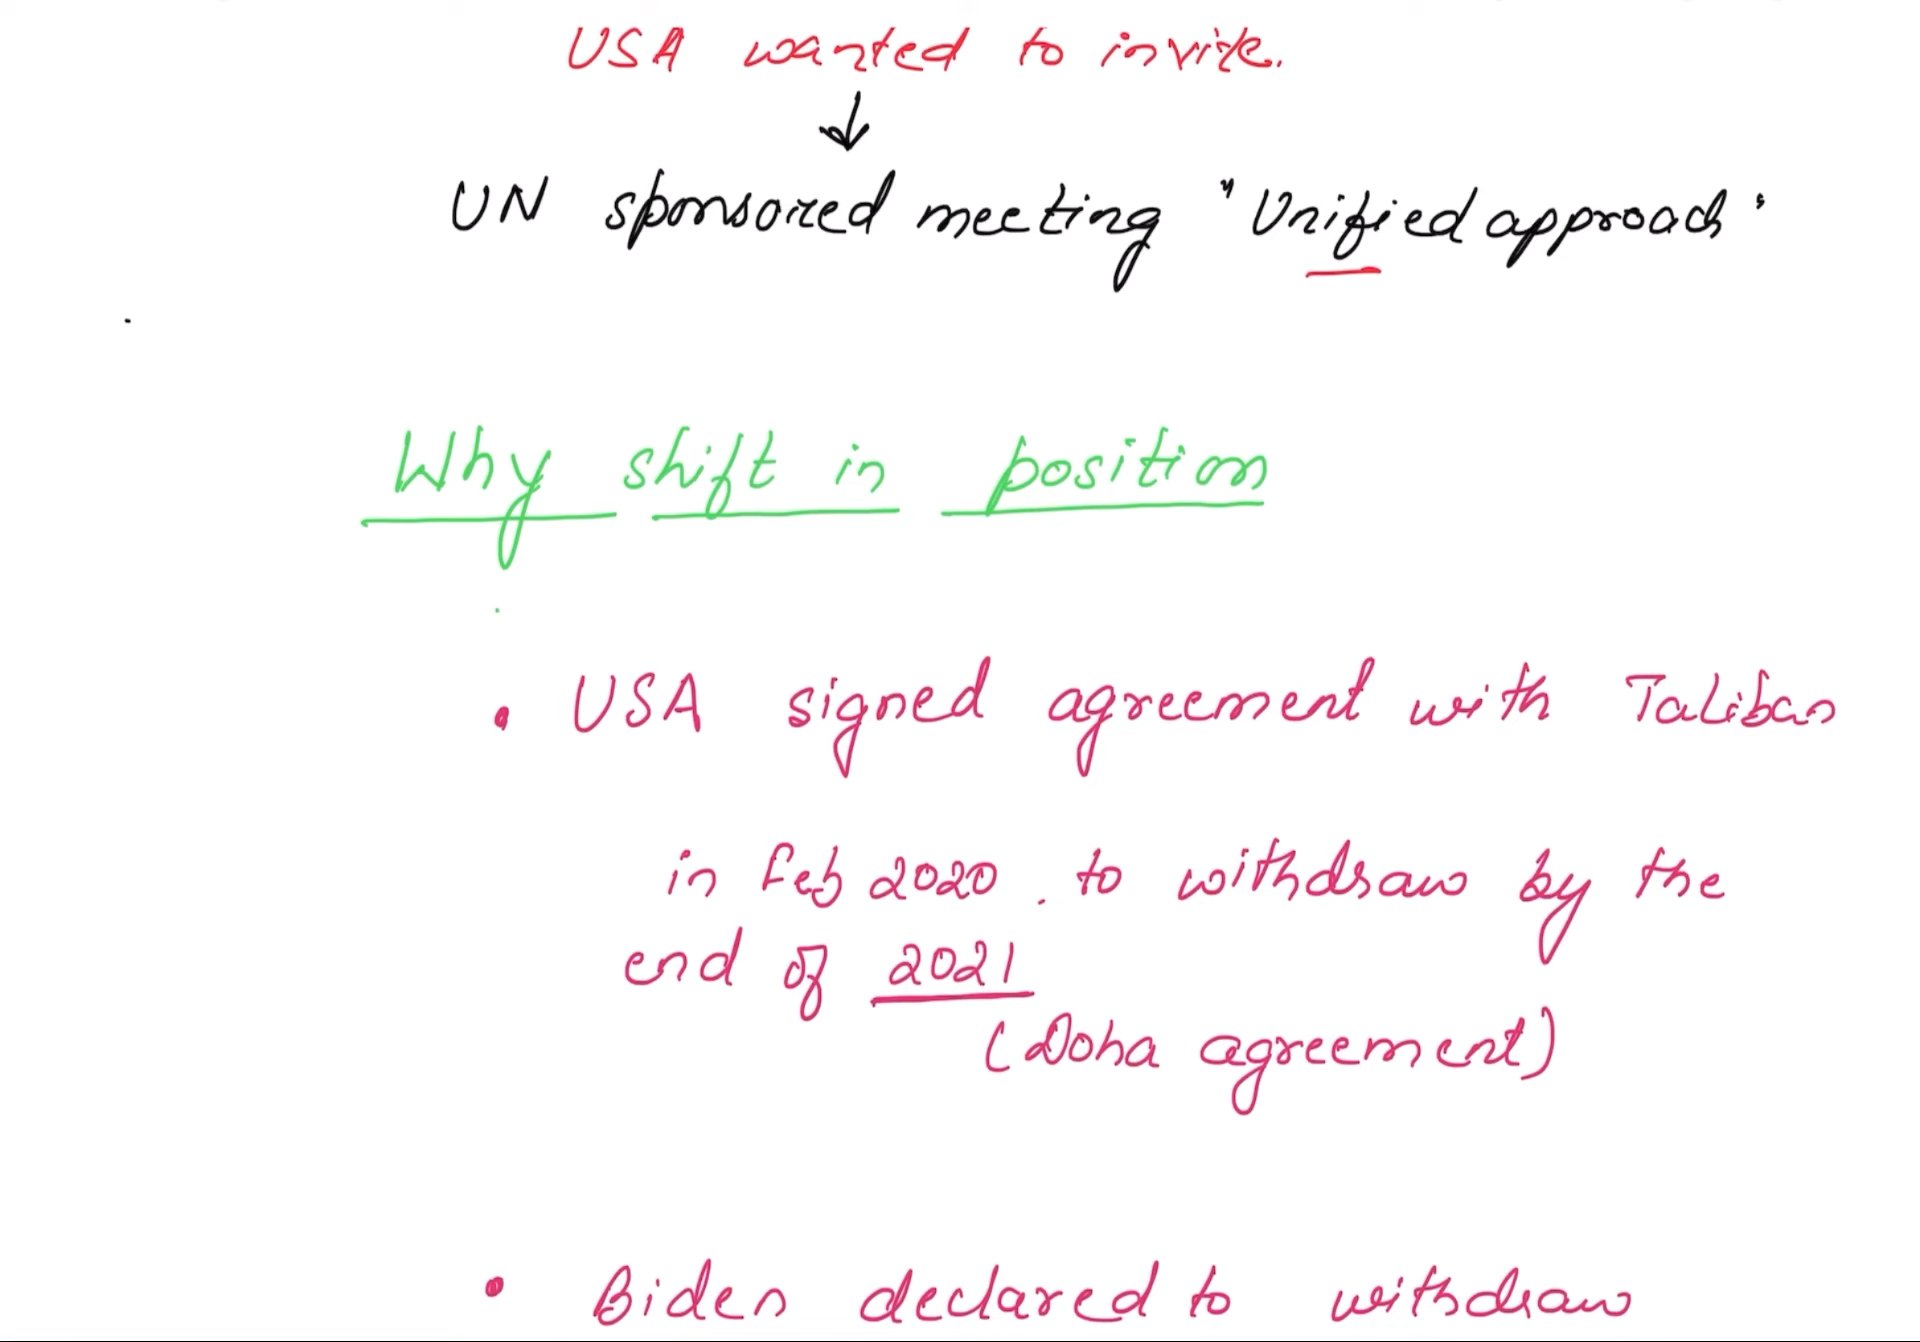 USA wanted to invite.
↓
UN sponsored meeting "Unified approach"
Why shift in position
• USA signed agreement with Taliban
in Feb 2020. to withdraw by the
end of 2021
(Doha agreement)
• Biden declared to withdraw